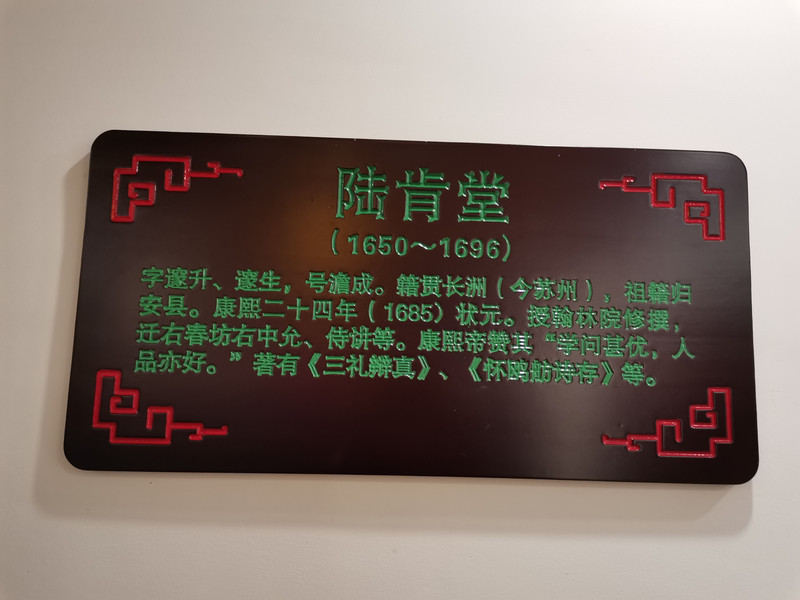 陆肯堂
(1650～1696)
字邃升、邃生,号澹成。籍贯长洲(今苏州),祖籍归
安县。康熙二十四年(1685)状元。授翰林院修撰,
迁右春坊右中允、侍讲等。康熙帝赞其“学问甚优,人
品亦好。”著有《三礼辨真》、《怀鸥舫诗存》等。